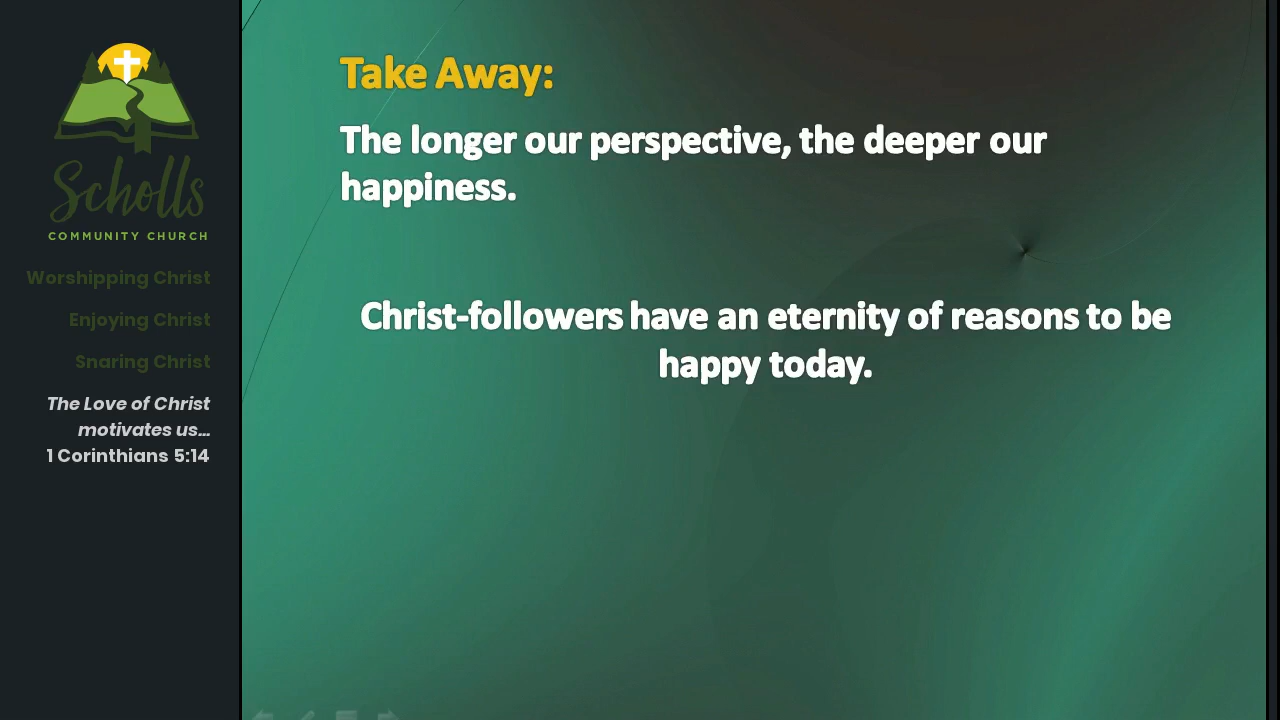 Scholls
COMMUNITY CHURCH
Worshipping Christ
Enjoying Christ
Snaring Christ
The Love of Christ
motivates us...
1 Corinthians 5:14
Take Away:
The longer our perspective, the deeper our
happiness.
Christ-followers have an eternity of reasons to be
happy today.